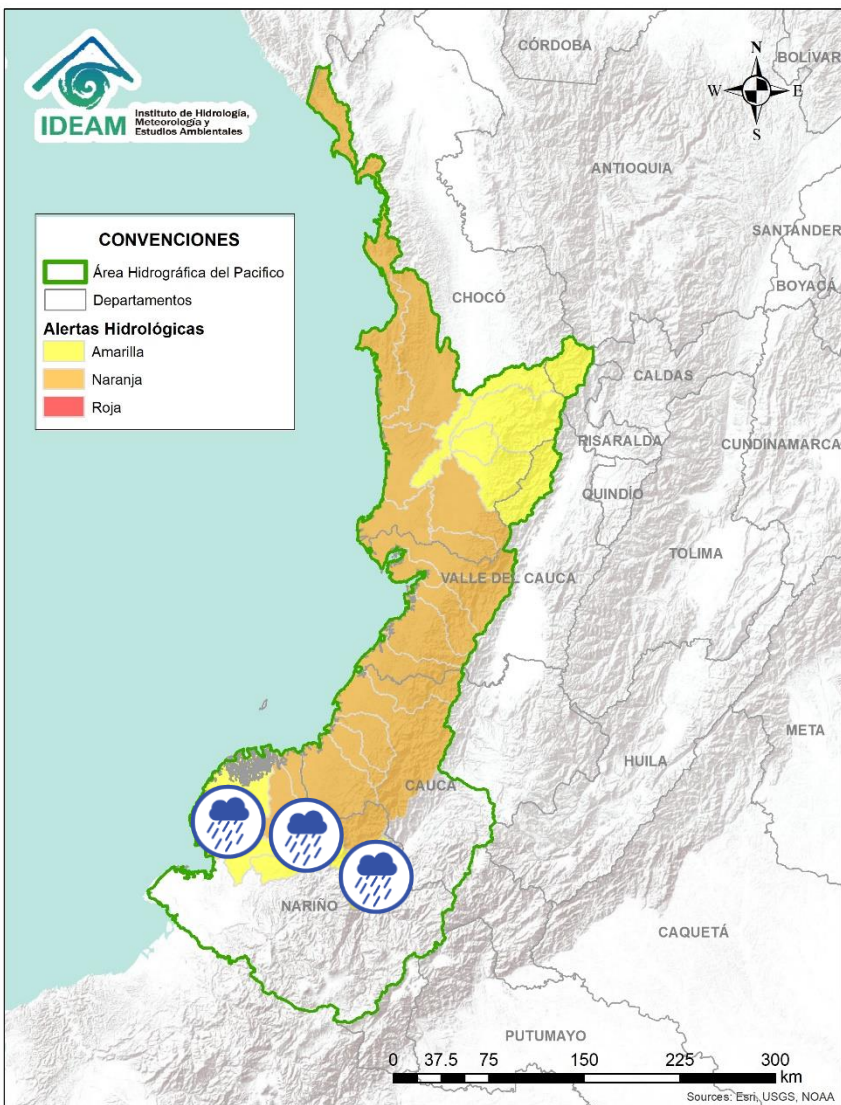 IDEAM
Instituto de Hidrología,
Meteorología y
Estudios Ambientales
CÓRDOBA
BOLÍVAR
N
W
E
S
ANTIOQUIA
SANTÁNDER
BOYACÁ
CONVENCIONES
Área Hidrográfica del Pacifico
Departamentos
Alertas Hidrológicas
Amarilla
Naranja
Roja
CHOCÓ
CALDAS
RISARALDA
CUNDINAMARCA
QUINDÍO
TOLIMA
VALLE DEL CAUCA
META
HUILA
CAUCA
NARIÑO
CAQUETÁ
PUTUMAYO
0 37.5 75 150 225 300
km
Sources: Esri, USGS, NOAA